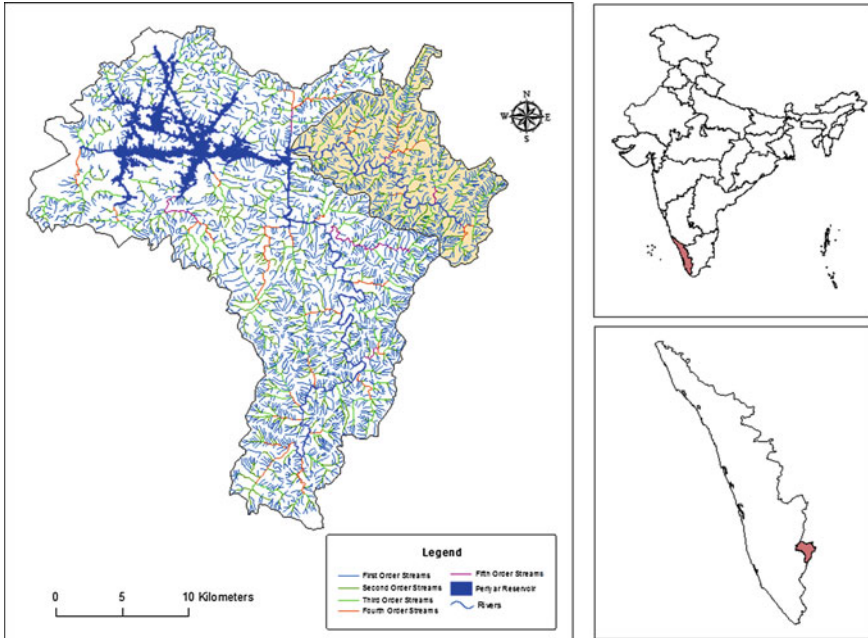 N
W E
S
Legend
First Order Streams
Second Order Streams
Third Order Streams
Fourth Order Streams
Fifth Order Streams
Periyar Reservoir
Rivers
0 5 10 Kilometers